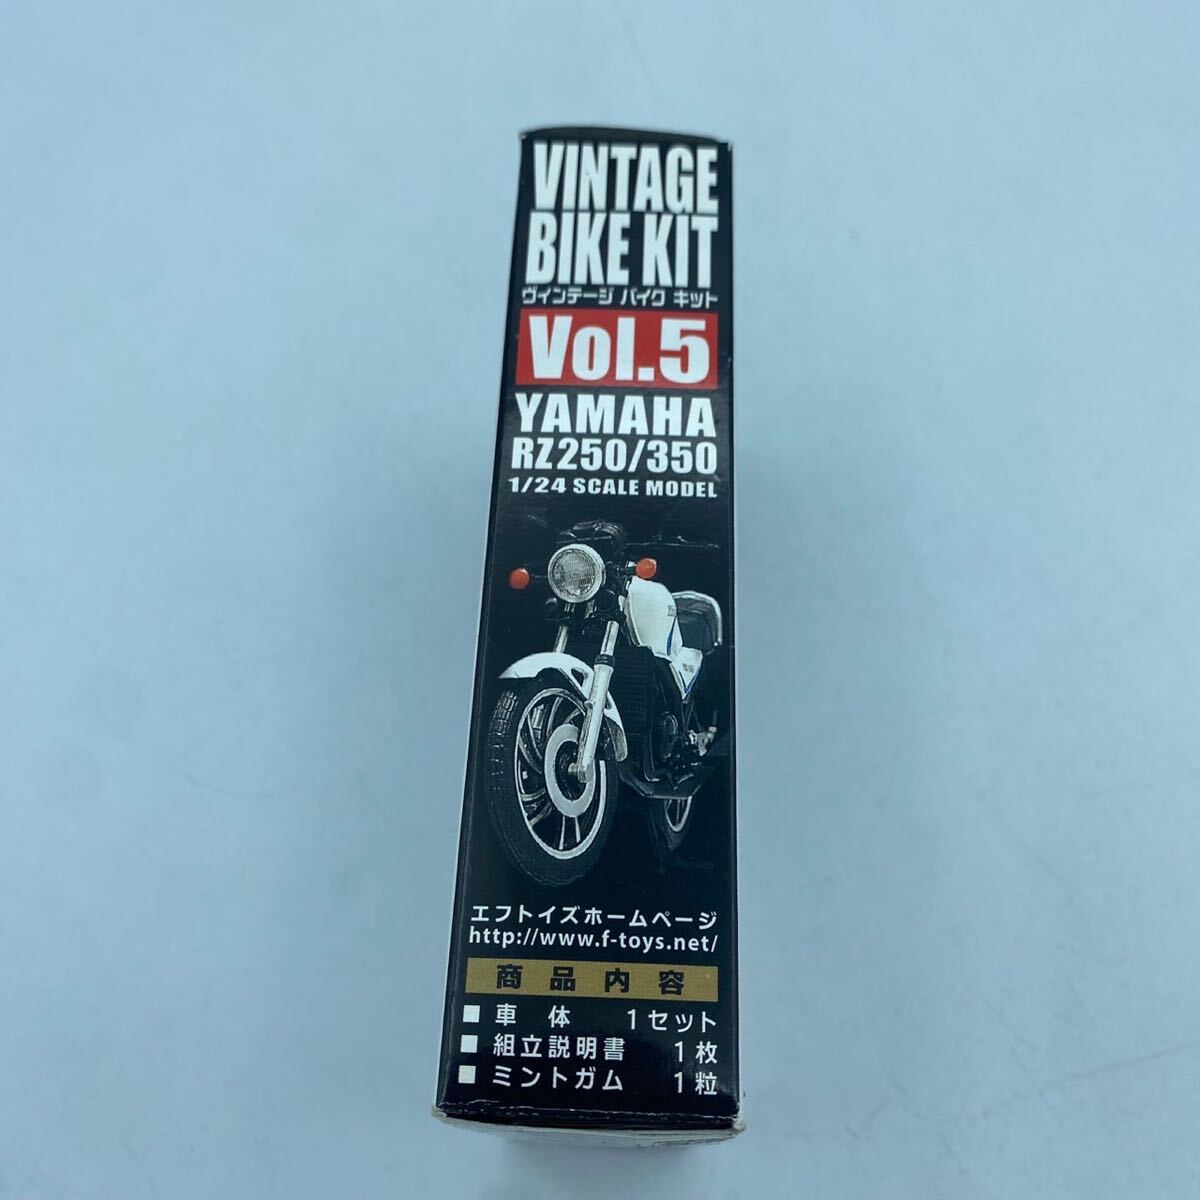 VINTAGE
BIKE KIT
ヴィンテージ バイク キット
Vol.5
YAMAHA
RZ250/350
1/24 SCALE MODEL
エフトイズホームページ
http://www.f-toys.net/
商品内容
■ 車体 1セット
■ 組立説明書 1枚
■ ミントガム 1粒